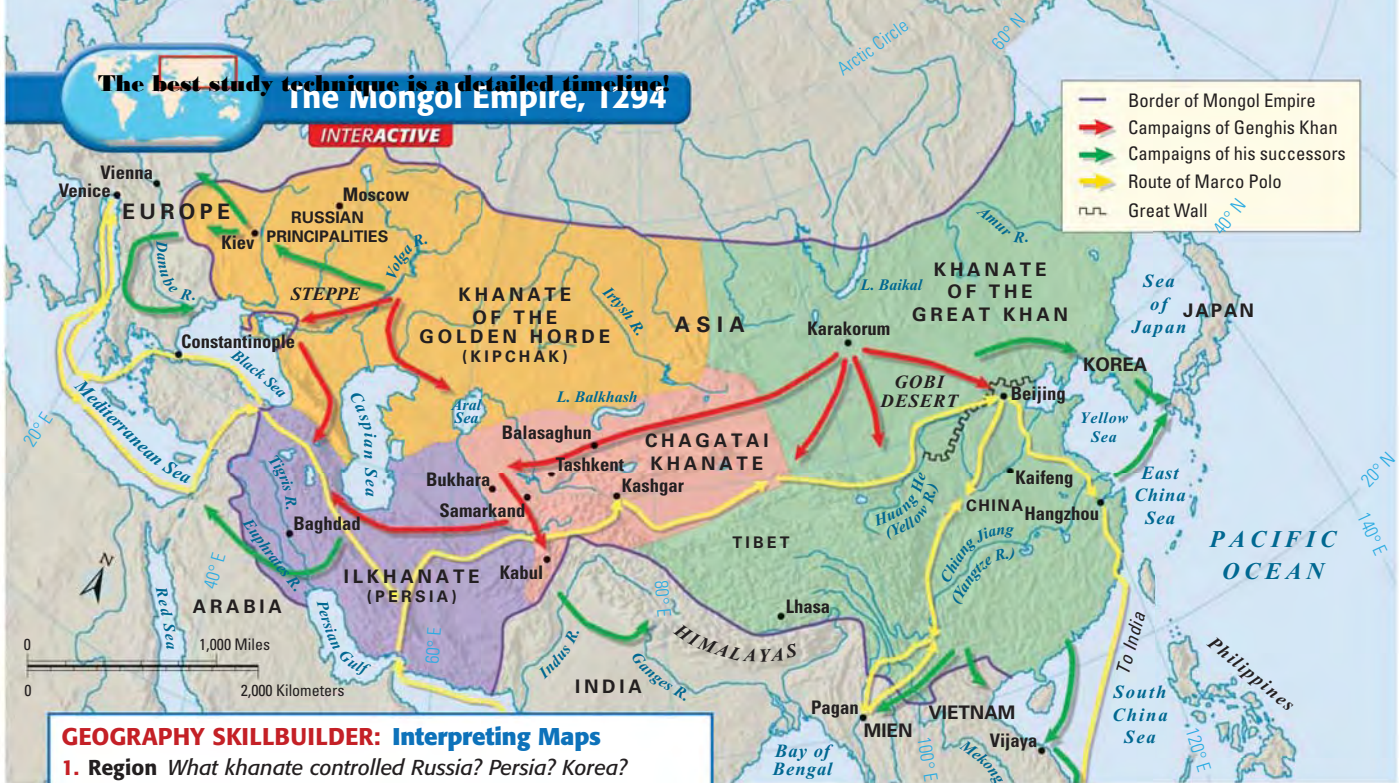 The best study technique is a detailed timeline!
The Mongol Empire, 1294
INTERACTIVE
Border of Mongol Empire
Campaigns of Genghis Khan
Campaigns of his successors
Route of Marco Polo
Great Wall
Arctic Circle
60° N
40° N
20° N
140° E
120° E
100° E
80° E
60° E
40° E
20° E
Vienna
Venice
EUROPE
Moscow
RUSSIAN
PRINCIPALITIES
Kiev
Danube R.
Volga R.
STEPPE
KHANATE
OF THE
GOLDEN HORDE
(KIPCHAK)
Irtysh R.
ASIA
L. Baikal
Amur R.
KHANATE
OF THE
GREAT KHAN
Sea
of
Japan
JAPAN
Karakorum
KOREA
GOBI
DESERT
Beijing
Yellow
Sea
Constantinople
Black Sea
Mediterranean Sea
Caspian Sea
Aral
Sea
L. Balkhash
Balasaghun
CHAGATAI
KHANATE
Tashkent
Bukhara
Kashgar
Samarkand
Tigris R.
Baghdad
Euphrates R.
ILKHANATE
(PERSIA)
Kabul
ARABIA
Red Sea
Persian Gulf
N
0 1,000 Miles
0 2,000 Kilometers
Kaifeng
CHINA
Hangzhou
Huang He
(Yellow R.)
Chiang Jiang
(Yangtze R.)
East
China
Sea
PACIFIC
OCEAN
TIBET
Lhasa
HIMALAYAS
Indus R.
Ganges R.
INDIA
Pagan
MIEN
VIETNAM
Vijaya
Mekong
Bay of
Bengal
To India
South
China
Sea
Philippines
GEOGRAPHY SKILLBUILDER: Interpreting Maps
1. Region What khanate controlled Russia? Persia? Korea?